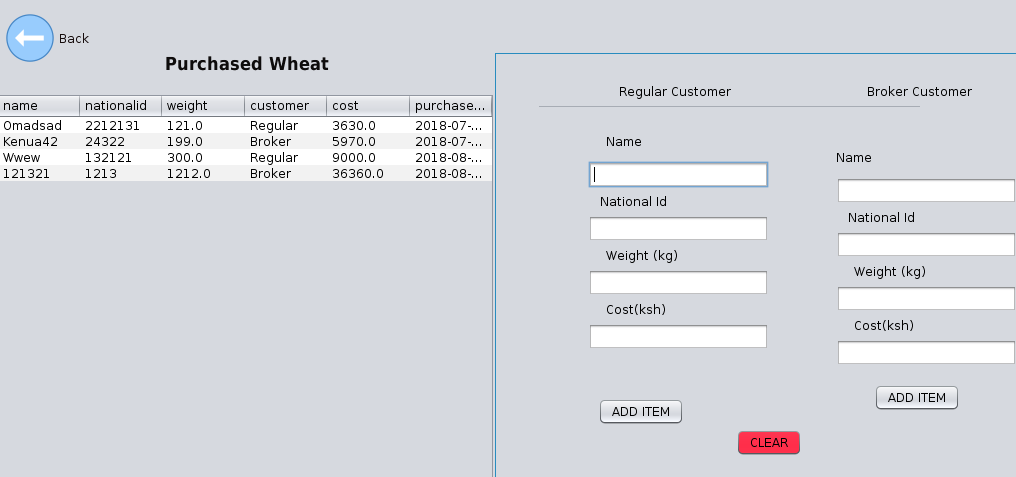 Back
Purchased Wheat
name nationalid weight customer cost purchase...
Omadsad 2212131 121.0 Regular 3630.0 2018-07-...
Kenua42 24322 199.0 Broker 5970.0 2018-07-...
Wwew 132121 300.0 Regular 9000.0 2018-08-...
121321 1213 1212.0 Broker 36360.0 2018-08-...
Regular Customer
Name
National Id
Weight (kg)
Cost(ksh)
ADD ITEM
Broker Customer
Name
National Id
Weight (kg)
Cost(ksh)
ADD ITEM
CLEAR